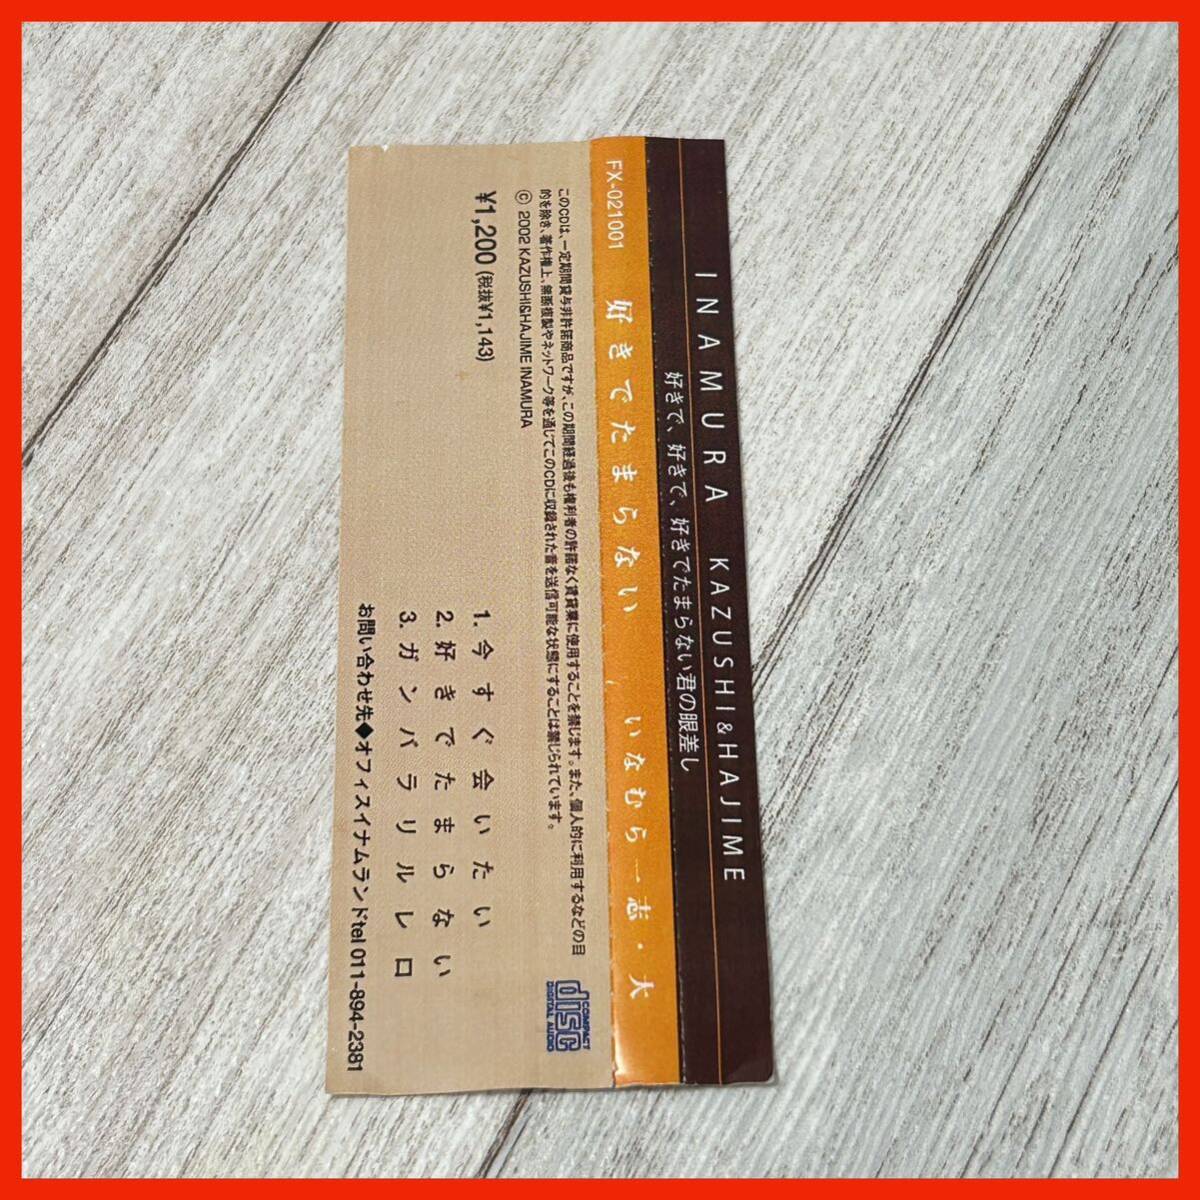 INAMURA KAZUSHI&HAJIME
好きで、好きで、好きでたまらない君の眼差し
FX-021001 好きでたまらない いなむら一志・大
このCDは、一定期間貸与非許諾商品ですが、この期間経過後も権利者の許諾なく賃貸業に使用することを禁じます。また、個人的に利用するなどの目
的を除き、著作権上、無断複製やネットワーク等を通じてこのCDに収録された音を送信可能な状態にすることは禁じられています。
© 2002 KAZUSHI&HAJIME INAMURA
COMPACT
disc
DIGITAL AUDIO
¥1,200 (税抜¥1,143)
1. 今すぐ会いたい
2. 好きでたまらない
3. ガンバラリルレロ
お問い合わせ先◆オフィスイナムランドtel 011-894-2381